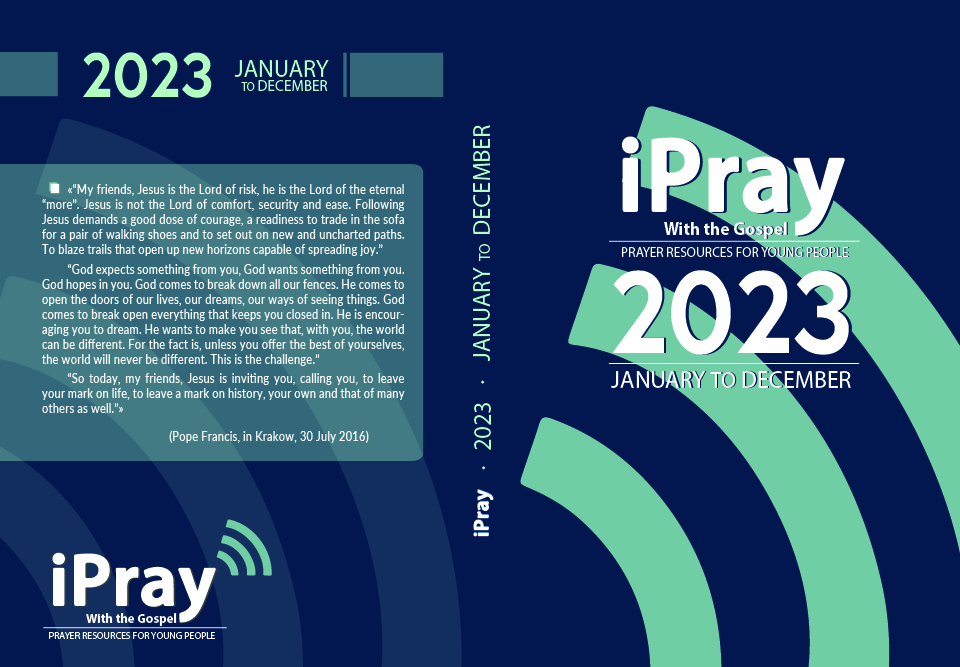 2023 JANUARY
TO DECEMBER
«"My friends, Jesus is the Lord of risk, he is the Lord of the eternal
"more". Jesus is not the Lord of comfort, security and ease. Following
Jesus demands a good dose of courage, a readiness to trade in the sofa
for a pair of walking shoes and to set out on new and uncharted paths.
To blaze trails that open up new horizons capable of spreading joy."
"God expects something from you, God wants something from you.
God hopes in you. God comes to break down all our fences. He comes to
open the doors of our lives, our dreams, our ways of seeing things. God
comes to break open everything that keeps you closed in. He is encour-
aging you to dream. He wants to make you see that, with you, the world
can be different. For the fact is, unless you offer the best of yourselves,
the world will never be different. This is the challenge."
"So today, my friends, Jesus is inviting you, calling you, to leave
your mark on life, to leave a mark on history, your own and that of many
others as well."»
(Pope Francis, in Krakow, 30 July 2016)
iPray
With the Gospel
PRAYER RESOURCES FOR YOUNG PEOPLE
iPray · 2023 · JANUARY TO DECEMBER
iPray
With the Gospel
PRAYER RESOURCES FOR YOUNG PEOPLE
2023
JANUARY TO DECEMBER